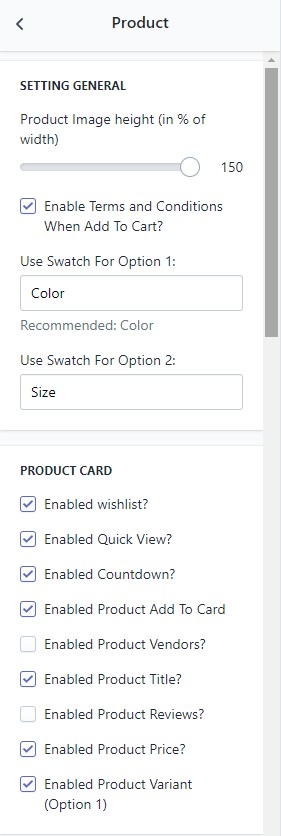 Product
SETTING GENERAL
Product Image height (in % of
width)
150
Enable Terms and Conditions
When Add To Cart?
Use Swatch For Option 1:
Color
Recommended: Color
Use Swatch For Option 2:
Size
PRODUCT CARD
Enabled wishlist?
Enabled Quick View?
Enabled Countdown?
Enabled Product Add To Card
Enabled Product Vendors?
Enabled Product Title?
Enabled Product Reviews?
Enabled Product Price?
Enabled Product Variant
(Option 1)